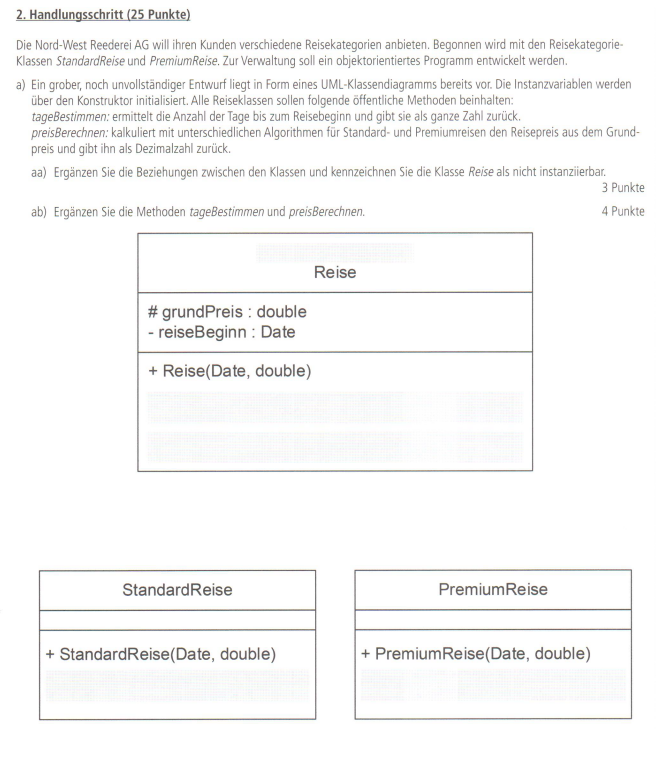 2. Handlungsschritt (25 Punkte)
Die Nord-West Reederei AG will ihren Kunden verschiedene Reisekategorien anbieten. Begonnen wird mit den Reisekategorie-
Klassen StandardReise und PremiumReise. Zur Verwaltung soll ein objektorientiertes Programm entwickelt werden.
a) Ein grober, noch unvollständiger Entwurf liegt in Form eines UML-Klassendiagramms bereits vor. Die Instanzvariablen werden
über den Konstruktor initialisiert. Alle Reiseklassen sollen folgende öffentliche Methoden beinhalten:
tageBestimmen: ermittelt die Anzahl der Tage bis zum Reisebeginn und gibt sie als ganze Zahl zurück.
preisBerechnen: kalkuliert mit unterschiedlichen Algorithmen für Standard- und Premiumreisen den Reisepreis aus dem Grund-
preis und gibt ihn als Dezimalzahl zurück.
aa) Ergänzen Sie die Beziehungen zwischen den Klassen und kennzeichnen Sie die Klasse Reise als nicht instanziierbar.
3 Punkte
ab) Ergänzen Sie die Methoden tageBestimmen und preisBerechnen. 4 Punkte
Reise
# grundPreis : double
- reiseBeginn : Date
+ Reise(Date, double)
StandardReise
+ StandardReise(Date, double)
PremiumReise
+ PremiumReise(Date, double)